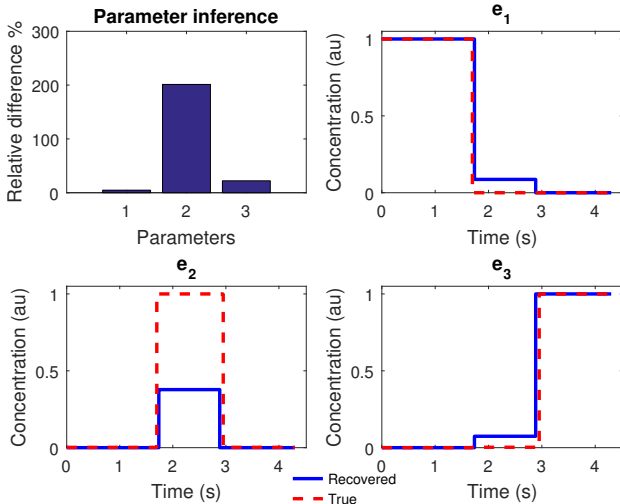 Parameter inference
Relative difference %
300
200
100
0
1 2 3
Parameters
e1
Concentration (au)
1
0.5
0
0 1 2 3 4
Time (s)
e2
Concentration (au)
1
0.5
0
0 1 2 3 4
Time (s)
e3
Concentration (au)
1
0.5
0
0 1 2 3 4
Time (s)
Recovered
True